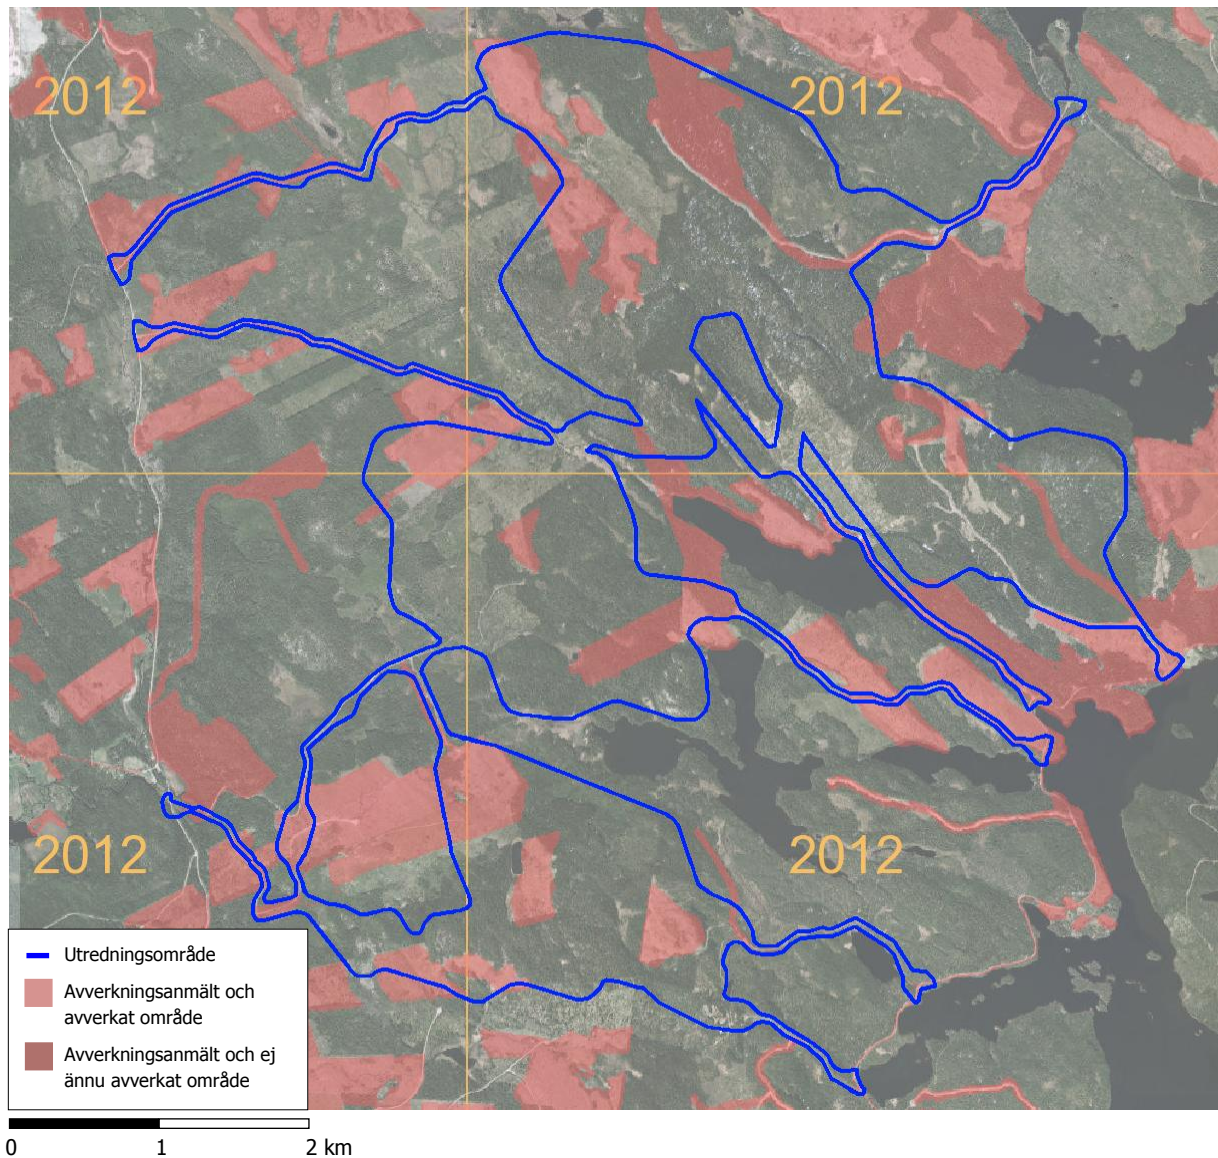 2012
2012
2012
2012
Utredningsområde
Avverkningsanmält och
avverkat område
Avverkningsanmält och ej
ännu avverkat område
0 1 2 km